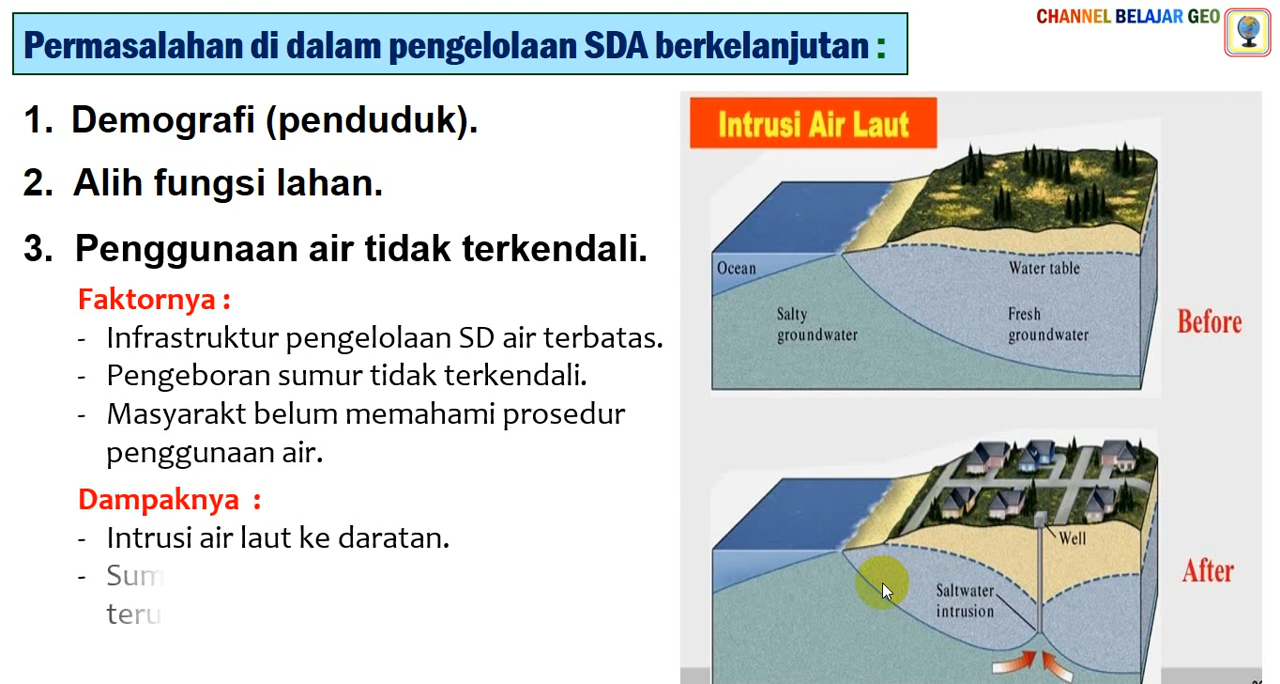 CHANNEL BELAJAR GEO
Permasalahan di dalam pengelolaan SDA berkelanjutan :
1. Demografi (penduduk).
2. Alih fungsi lahan.
3. Penggunaan air tidak terkendali.
Faktornya :
- Infrastruktur pengelolaan SD air terbatas.
- Pengeboran sumur tidak terkendali.
- Masyarakt belum memahami prosedur
penggunaan air.
Dampaknya :
- Intrusi air laut ke daratan.
Intrusi Air Laut
Ocean
Water table
Salty
groundwater
Fresh
groundwater
Before
Well
Saltwater
intrusion
After